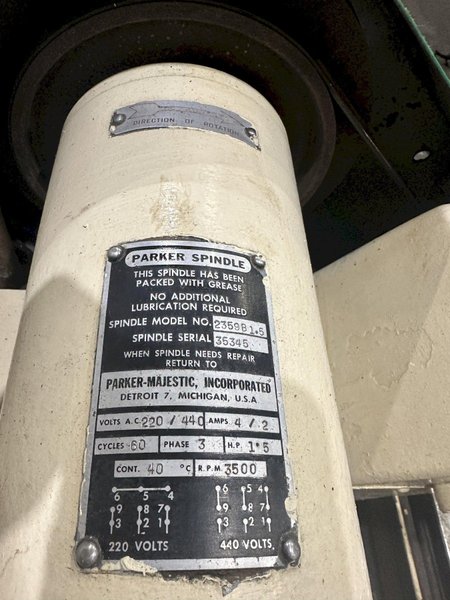 DIRECTION OF ROTATION
PARKER SPINDLE
THIS SPINDLE HAS BEEN
PACKED WITH GREASE
NO ADDITIONAL
LUBRICATION REQUIRED
SPINDLE MODEL NO. 2359B1.5
SPINDLE SERIAL 35345
WHEN SPINDLE NEEDS REPAIR
RETURN TO
PARKER-MAJESTIC, INCORPORATED
DETROIT 7, MICHIGAN, U.S.A.
VOLTS A.C. 220/440 AMPS. 4/2
CYCLES 60 PHASE 3 H.P. 1.5
CONT. 40 °C R.P.M. 3500
6 5 4 6 5 4
9 8 7 9 8 7
3 2 1 3 2 1
220 VOLTS 440 VOLTS